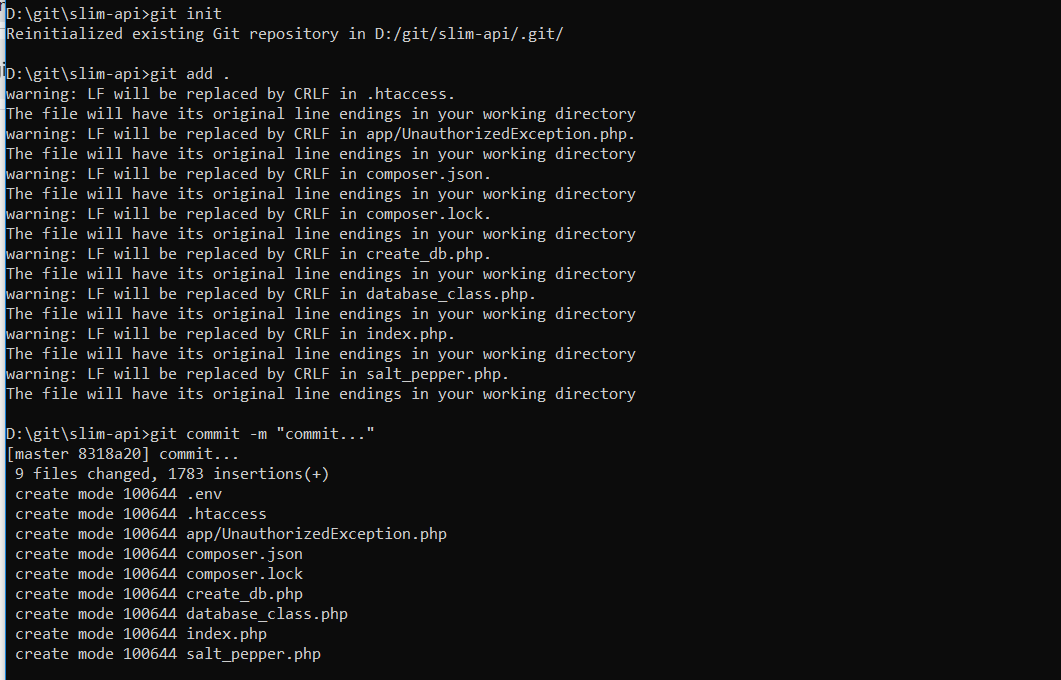 D:\git\slim-api>git init
Reinitialized existing Git repository in D:/git/slim-api/.git/
D:\git\slim-api>git add .
warning: LF will be replaced by CRLF in .htaccess.
The file will have its original line endings in your working directory
warning: LF will be replaced by CRLF in app/UnauthorizedException.php.
The file will have its original line endings in your working directory
warning: LF will be replaced by CRLF in composer.json.
The file will have its original line endings in your working directory
warning: LF will be replaced by CRLF in composer.lock.
The file will have its original line endings in your working directory
warning: LF will be replaced by CRLF in create_db.php.
The file will have its original line endings in your working directory
warning: LF will be replaced by CRLF in database_class.php.
The file will have its original line endings in your working directory
warning: LF will be replaced by CRLF in index.php.
The file will have its original line endings in your working directory
warning: LF will be replaced by CRLF in salt_pepper.php.
The file will have its original line endings in your working directory
D:\git\slim-api>git commit -m "commit..."
[master 8318a20] commit...
 9 files changed, 1783 insertions(+)
 create mode 100644 .env
 create mode 100644 .htaccess
 create mode 100644 app/UnauthorizedException.php
 create mode 100644 composer.json
 create mode 100644 composer.lock
 create mode 100644 create_db.php
 create mode 100644 database_class.php
 create mode 100644 index.php
 create mode 100644 salt_pepper.php